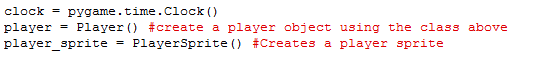 clock = pygame.time.Clock()
player = Player() #create a player object using the class above
player_sprite = PlayerSprite() #Creates a player sprite